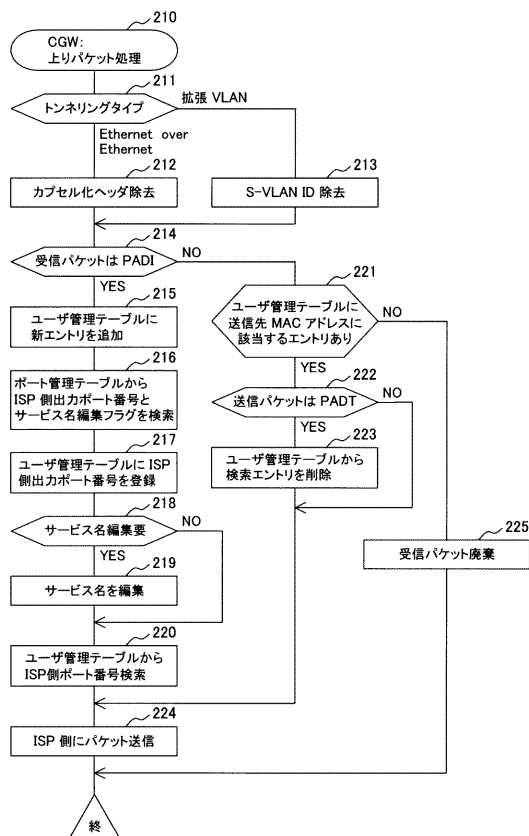 210
CGW:
上りパケット処理
211
トンネリングタイプ
拡張 VLAN
Ethernet over
Ethernet
212
カプセル化ヘッダ除去
213
S-VLAN ID 除去
214
受信パケットは PADI
NO
YES
215
ユーザ管理テーブルに
新エントリを追加
216
ポート管理テーブルから
ISP 側出力ポート番号と
サービス名編集フラグを検索
217
ユーザ管理テーブルに ISP
側出力ポート番号を登録
218
サービス名編集要
NO
YES
219
サービス名を編集
220
ユーザ管理テーブルから
ISP側ポート番号検索
221
ユーザ管理テーブルに
送信先 MAC アドレスに
該当するエントリあり
NO
YES
222
送信パケットは PADT
NO
YES
223
ユーザ管理テーブルから
検索エントリを削除
225
受信パケット廃棄
224
ISP 側にパケット送信
終